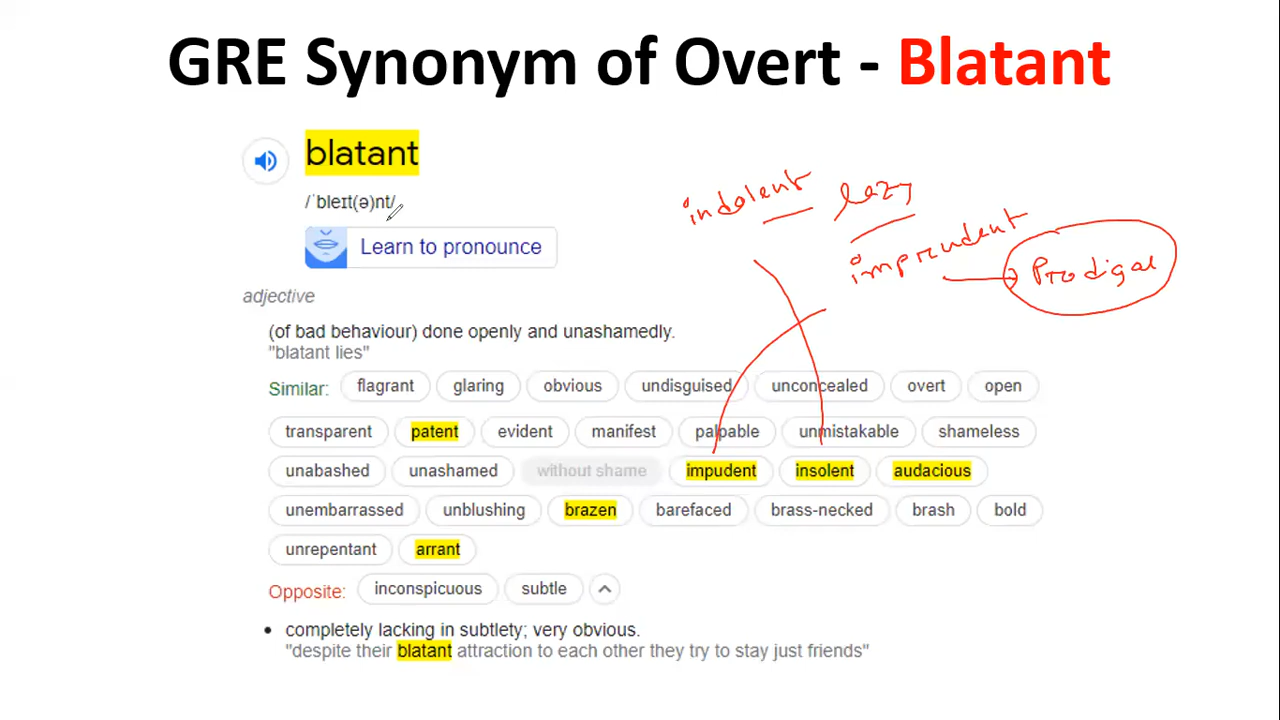 GRE Synonym of Overt - Blatant
blatant
/ˈbleɪt(ə)nt/
Learn to pronounce
indolent lazy
imprudent
Prodigal
adjective
(of bad behaviour) done openly and unashamedly.
"blatant lies"
Similar: flagrant glaring obvious undisguised unconcealed overt open
transparent patent evident manifest palpable unmistakable shameless
unabashed unashamed without shame impudent insolent audacious
unembarrassed unblushing brazen barefaced brass-necked brash bold
unrepentant arrant
Opposite: inconspicuous subtle
• completely lacking in subtlety; very obvious.
"despite their blatant attraction to each other they try to stay just friends"